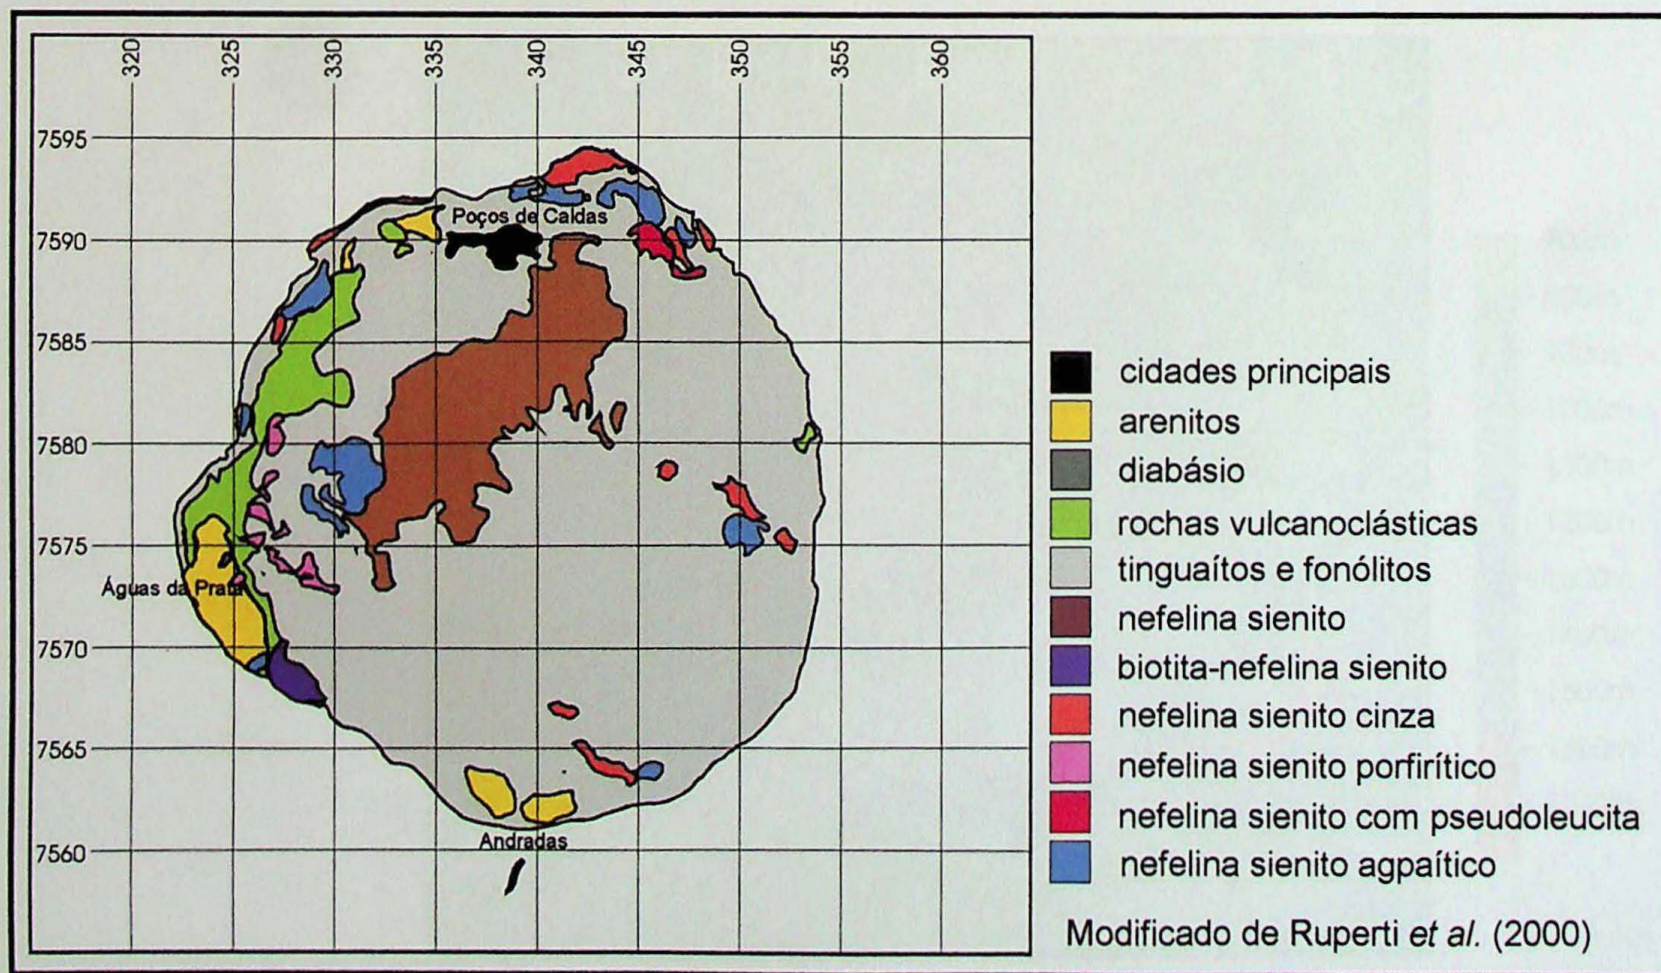 320 325 330 335 340 345 350 355 360
7595
7590
7585
7580
7575
7570
7565
7560
Poços de Caldas
Águas da Prata
Andradas
cidades principais
arenitos
diabásio
rochas vulcanoclásticas
tinguaítos e fonólitos
nefelina sienito
biotita-nefelina sienito
nefelina sienito cinza
nefelina sienito porfirítico
nefelina sienito com pseudoleucita
nefelina sienito agpaítico
Modificado de Ruperti et al. (2000)